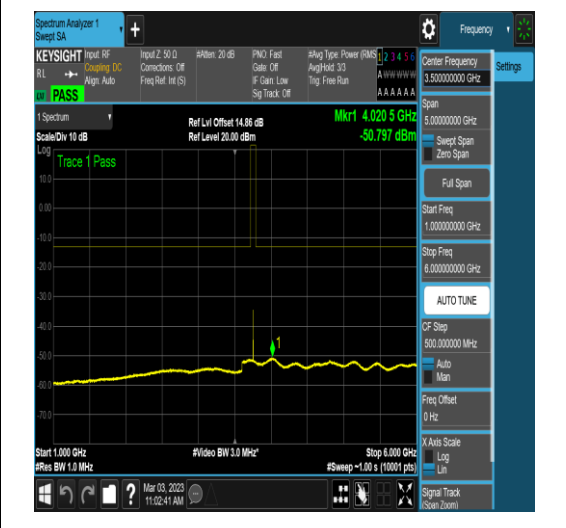 Spectrum Analyzer 1
Swept SA
+
Frequency
KEYSIGHT
RL
Input: RF
Coupling: DC
Align: Auto
Input Z: 50 Ω
Corrections: Off
Freq Ref: Int (S)
#Atten: 20 dB
PNO: Fast
Gate: Off
IF Gain: Low
Sig Track: Off
#Avg Type: Power (RMS
Avg|Hold: 3/3
Trig: Free Run
1 2 3 4 5 6
A W W W W W
A A A A A A
PASS
1 Spectrum
Scale/Div 10 dB
Ref Lvl Offset 14.86 dB
Ref Level 20.00 dBm
Mkr1 4.020 5 GHz
-50.797 dBm
Log
Trace 1 Pass
10.0
0.00
-10.0
-20.0
-30.0
-40.0
-50.0
-60.0
-70.0
1
Start 1.000 GHz
#Res BW 1.0 MHz
#Video BW 3.0 MHz*
Stop 6.000 GHz
#Sweep ~1.00 s (10001 pts)
Mar 03, 2023
11:02:41 AM
?
Center Frequency
3.500000000 GHz
Settings
Span
5.00000000 GHz
Swept Span
Zero Span
Full Span
Start Freq
1.000000000 GHz
Stop Freq
6.000000000 GHz
AUTO TUNE
CF Step
500.000000 MHz
Auto
Man
Freq Offset
0 Hz
X Axis Scale
Log
Lin
Signal Track
(Span Zoom)